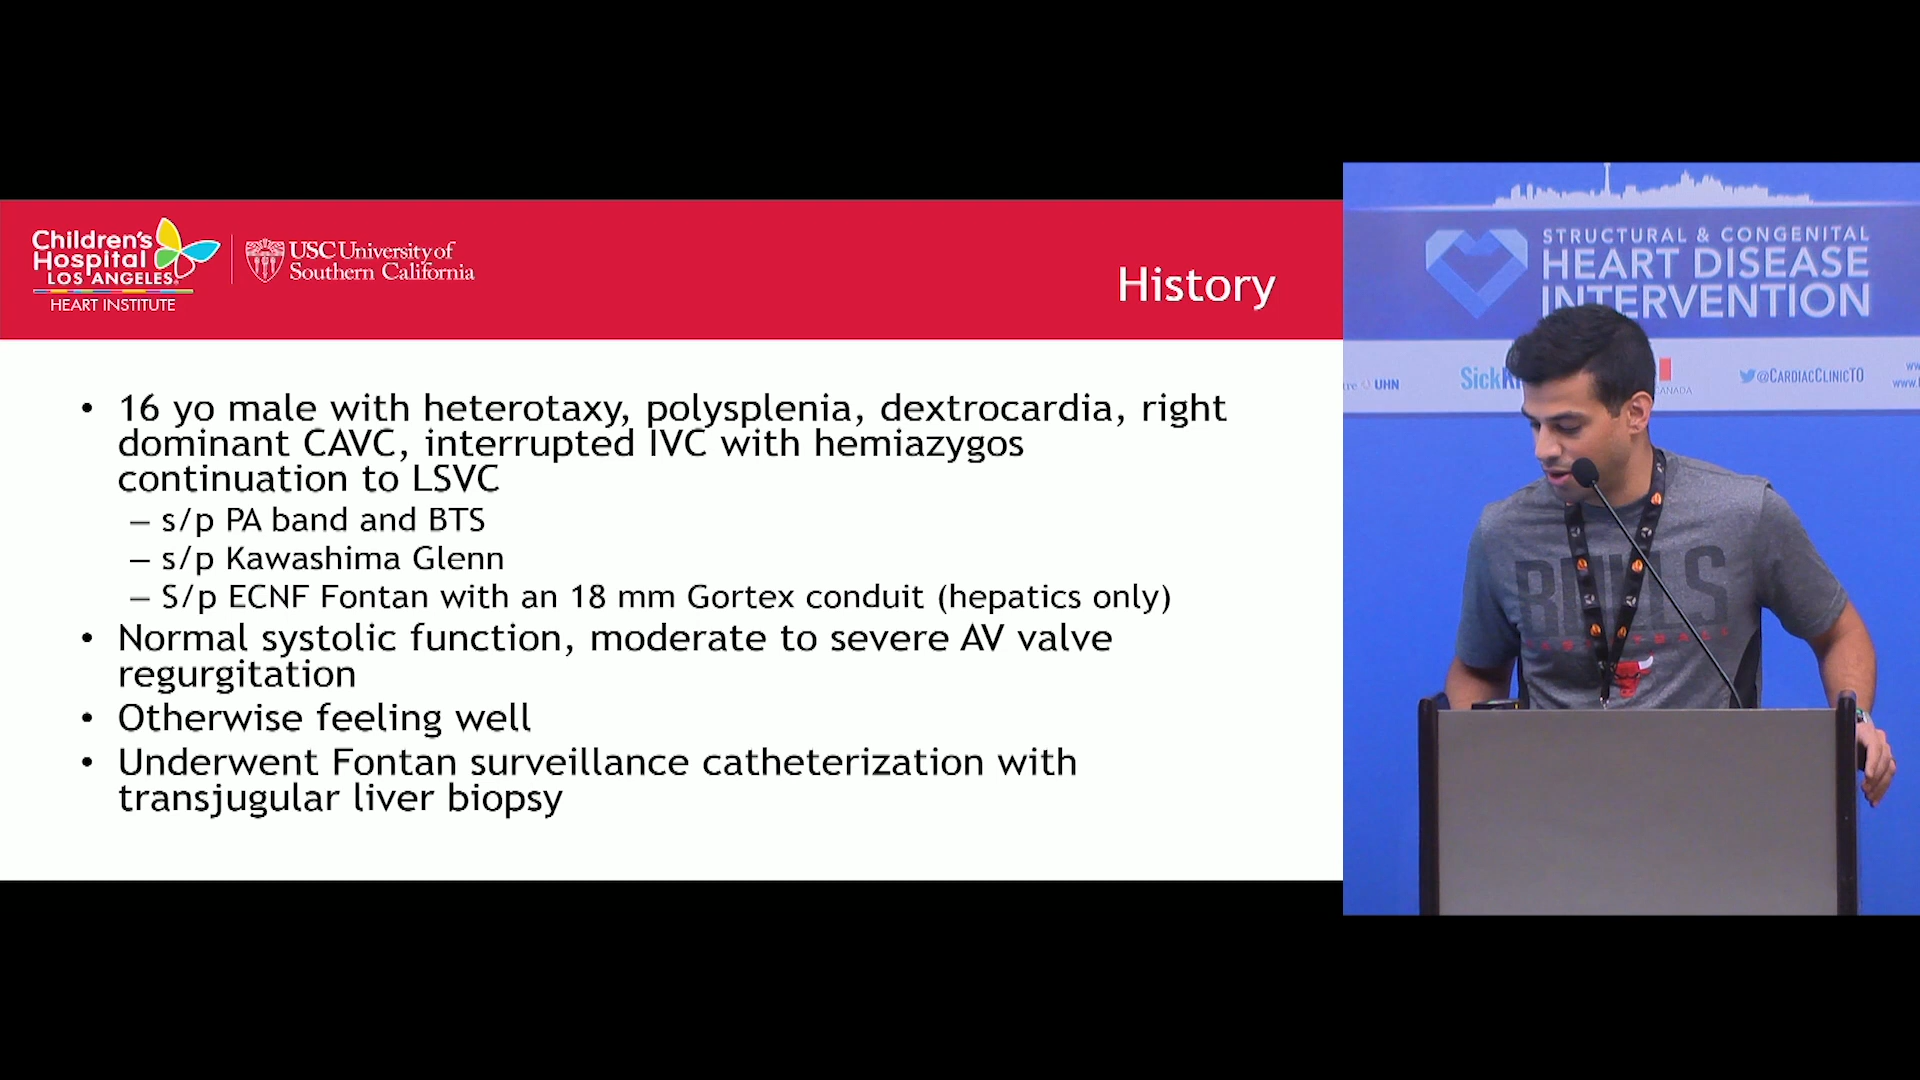 Children's
Hospital
LOS ANGELES
HEART INSTITUTE
USC University of
Southern California
History
• 16 yo male with heterotaxy, polysplenia, dextrocardia, right
dominant CAVC, interrupted IVC with hemiazygos
continuation to LSVC
– s/p PA band and BTS
– s/p Kawashima Glenn
– S/p ECNF Fontan with an 18 mm Gortex conduit (hepatics only)
• Normal systolic function, moderate to severe AV valve
regurgitation
• Otherwise feeling well
• Underwent Fontan surveillance catheterization with
transjugular liver biopsy
STRUCTURAL & CONGENITAL
HEART DISEASE
INTERVENTION
UHN
@CARDIACCLINICTO
BULLS